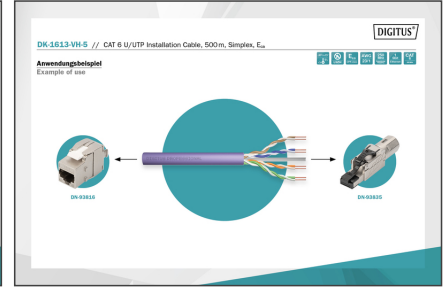 DIGITUS®
DK-1613-VH-5 // CAT 6 U/UTP Installation Cable, 500m, Simplex, Eca
Anwendungsbeispiel
Example of use
DN-93816
DN-93835